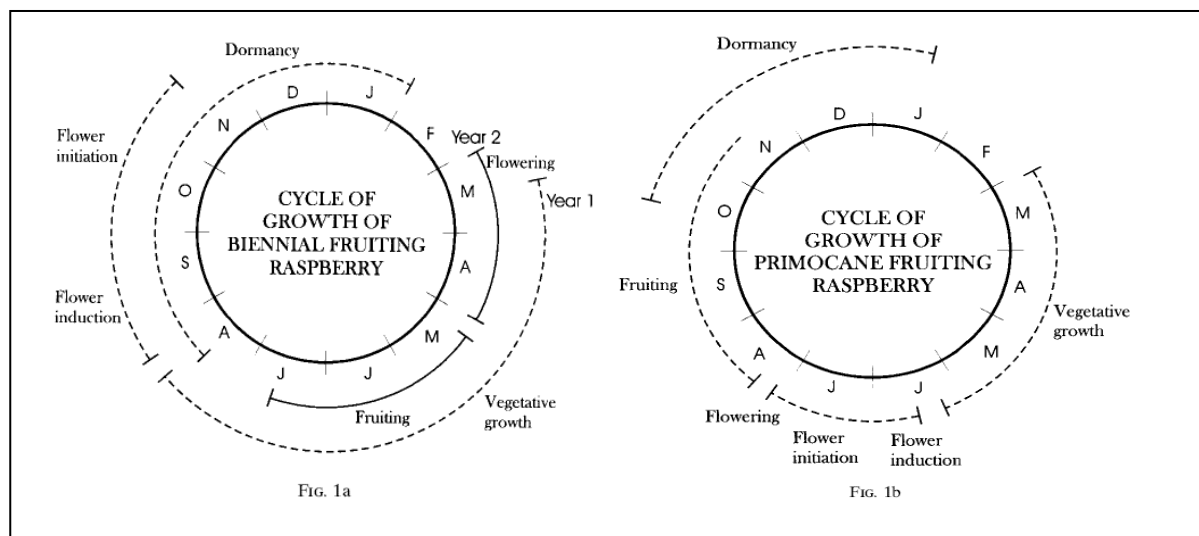 Dormancy
D
J
N
F
Year 2
Flowering
Flower
initiation
O
M
Year 1
CYCLE OF
GROWTH OF
BIENNIAL FRUITING
RASPBERRY
S
A
Flower
induction
A
M
J
J
Fruiting
Vegetative
growth
FIG. 1a
Dormancy
D
J
N
F
O
M
CYCLE OF
GROWTH OF
PRIMOCANE FRUITING
RASPBERRY
Fruiting
S
A
Vegetative
growth
A
M
J
J
Flowering
Flower
initiation
Flower
induction
FIG. 1b